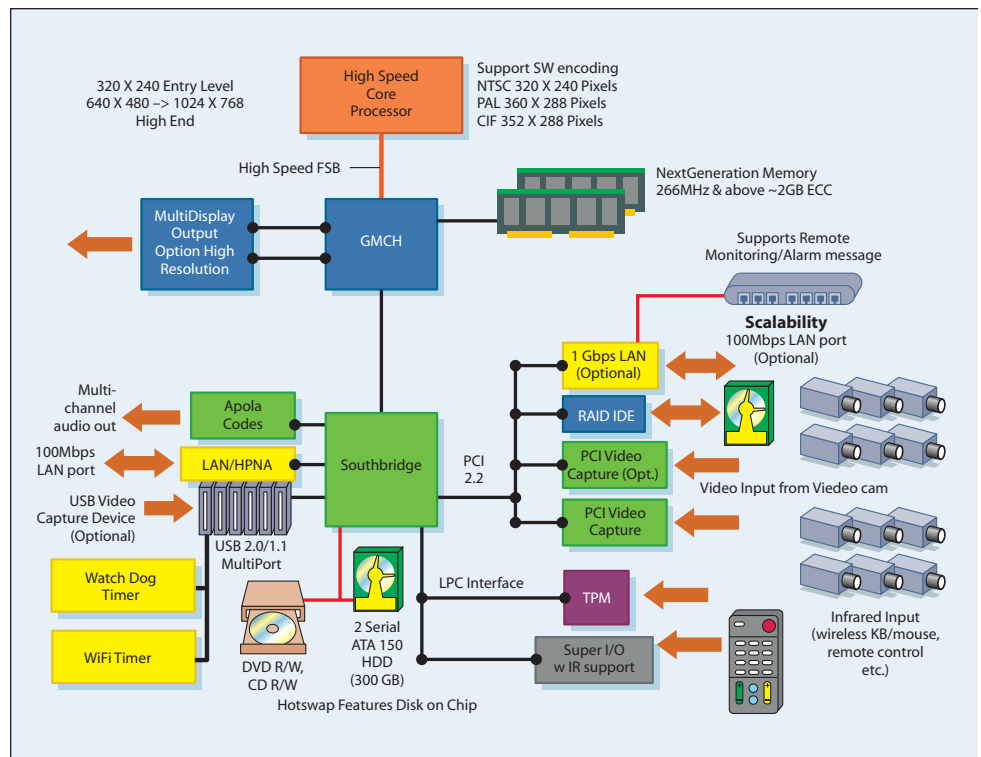 320 X 240 Entry Level
640 X 480 –> 1024 X 768
High End
High Speed
Core
Processor
Support SW encoding
NTSC 320 X 240 Pixels
PAL 360 X 288 Pixels
CIF 352 X 288 Pixels
High Speed FSB
NextGeneration Memory
266MHz & above ~2GB ECC
MultiDisplay
Output
Option High
Resolution
GMCH
Supports Remote
Monitoring/Alarm message
Scalability
100Mbps LAN port
(Optional)
1 Gbps LAN
(Optional)
RAID IDE
Multi-
channel
audio out
Apola
Codes
100Mbps
LAN port
LAN/HPNA
Southbridge
PCI
2.2
PCI Video
Capture (Opt.)
Video Input from Viedeo cam
USB Video
Capture Device
(Optional)
USB 2.0/1.1
MultiPort
PCI Video
Capture
Watch Dog
Timer
WiFi Timer
LPC Interface
TPM
DVD R/W,
CD R/W
2 Serial
ATA 150
HDD
(300 GB)
Super I/O
w IR support
Infrared Input
(wireless KB/mouse,
remote control
etc.)
Hotswap Features Disk on Chip